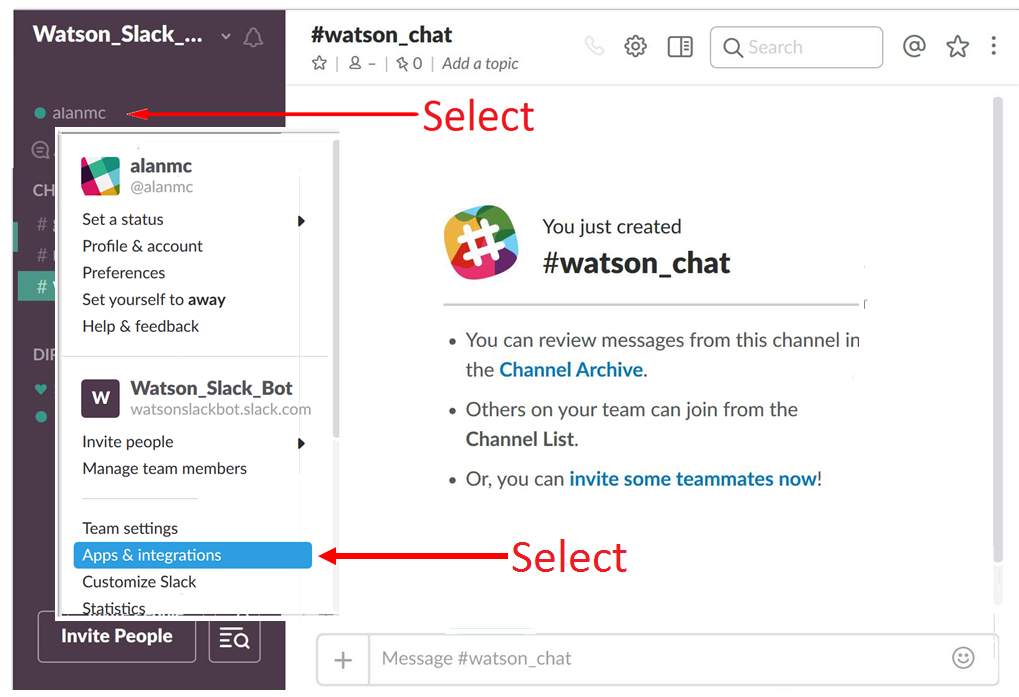 Watson_Slack_...
#watson_chat
– | 0 | Add a topic
Search
alanmc
Select
CH
#
#
#
DIR
alanmc
@alanmc
Set a status
Profile & account
Preferences
Set yourself to away
Help & feedback
W
Watson_Slack_Bot
watsonslackbot.slack.com
Invite people
Manage team members
Team settings
Apps & integrations
Select
Customize Slack
Statistics
Invite People
You just created
#watson_chat
• You can review messages from this channel in
the Channel Archive.
• Others on your team can join from the
Channel List.
• Or, you can invite some teammates now!
+ Message #watson_chat